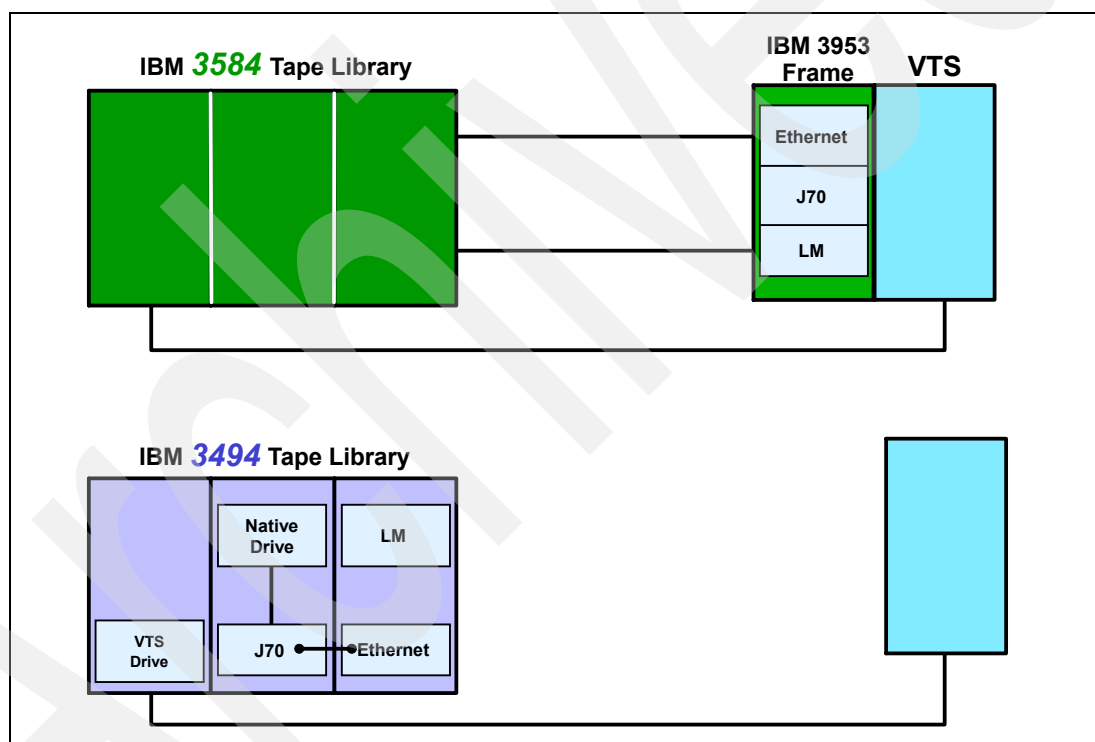 IBM 3584 Tape Library
IBM 3953
Frame
VTS
Ethernet
J70
LM
IBM 3494 Tape Library
Native
Drive
LM
VTS
Drive
J70
Ethernet